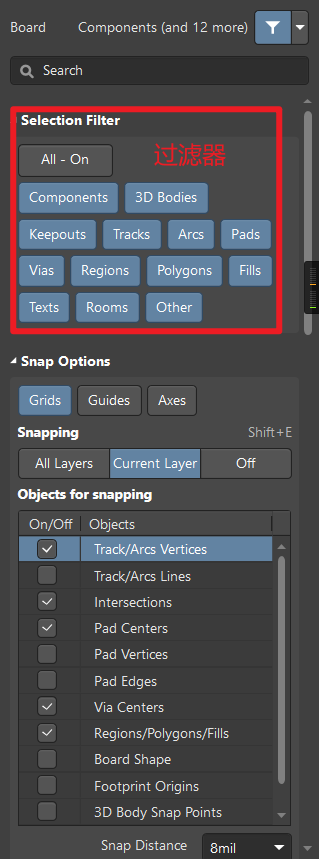 Board Components (and 12 more)
Search
Selection Filter
All - On 过滤器
Components 3D Bodies
Keepouts Tracks Arcs Pads
Vias Regions Polygons Fills
Texts Rooms Other
Snap Options
Grids Guides Axes
Snapping Shift+E
All Layers Current Layer Off
Objects for snapping
On/Off Objects
Track/Arcs Vertices
Track/Arcs Lines
Intersections
Pad Centers
Pad Vertices
Pad Edges
Via Centers
Regions/Polygons/Fills
Board Shape
Footprint Origins
3D Body Snap Points
Snap Distance 8mil